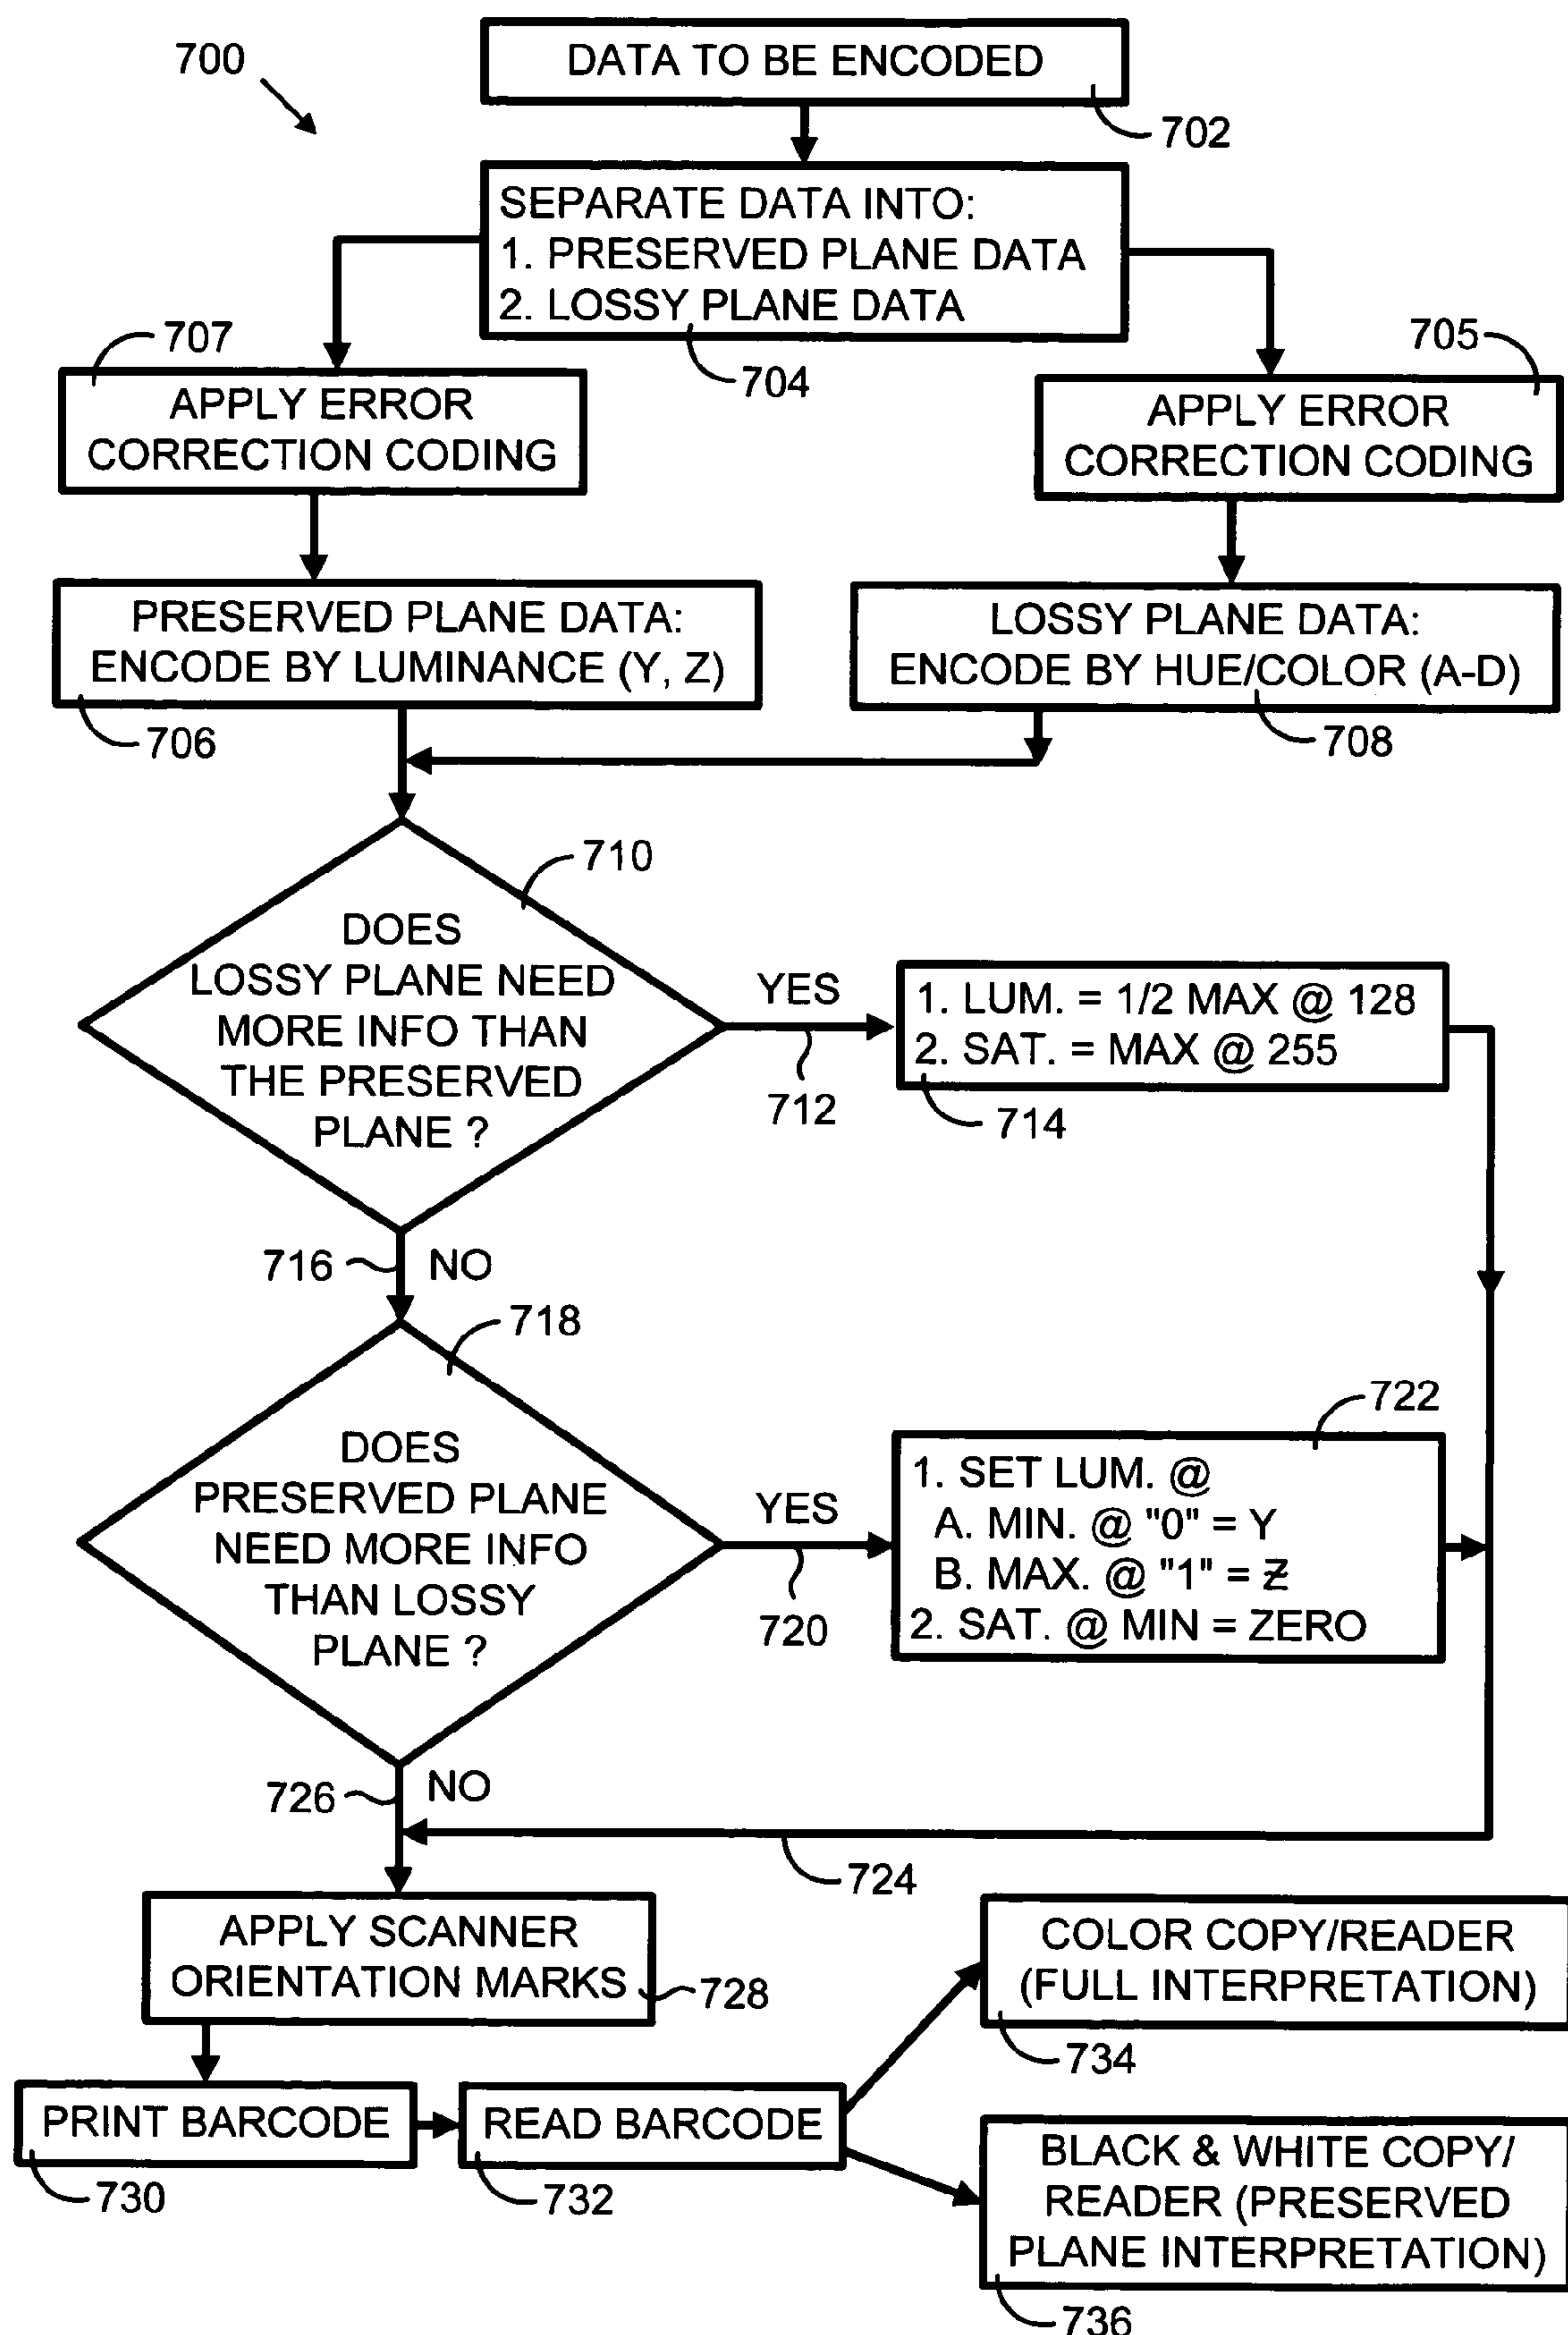 700
DATA TO BE ENCODED
702
SEPARATE DATA INTO:
1. PRESERVED PLANE DATA
2. LOSSY PLANE DATA
704
707
APPLY ERROR
CORRECTION CODING
705
APPLY ERROR
CORRECTION CODING
PRESERVED PLANE DATA:
ENCODE BY LUMINANCE (Y, Z)
706
LOSSY PLANE DATA:
ENCODE BY HUE/COLOR (A-D)
708
710
DOES
LOSSY PLANE NEED
MORE INFO THAN
THE PRESERVED
PLANE ?
YES
712
1. LUM. = 1/2 MAX @ 128
2. SAT. = MAX @ 255
714
716
NO
718
DOES
PRESERVED PLANE
NEED MORE INFO
THAN LOSSY
PLANE ?
YES
720
722
1. SET LUM. @
A. MIN. @ "0" = Y
B. MAX. @ "1" = Ƶ
2. SAT. @ MIN = ZERO
726
NO
724
APPLY SCANNER
ORIENTATION MARKS
728
PRINT BARCODE
730
READ BARCODE
732
COLOR COPY/READER
(FULL INTERPRETATION)
734
BLACK & WHITE COPY/
READER (PRESERVED
PLANE INTERPRETATION)
736